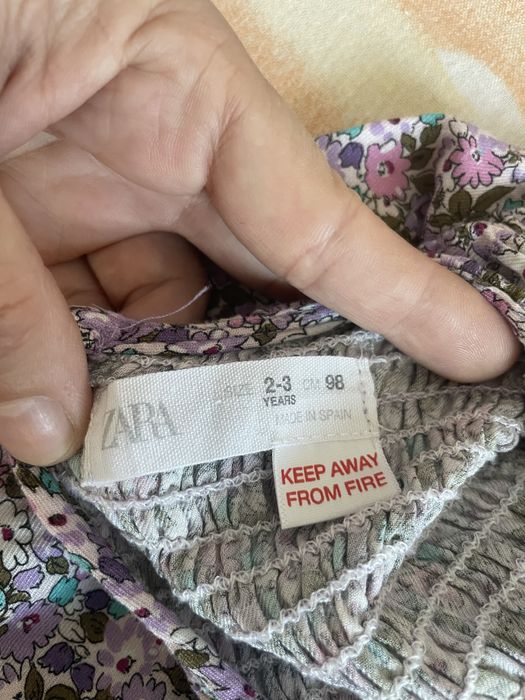 ZARA
SIZE 2-3 CM 98
YEARS
MADE IN SPAIN
KEEP AWAY
FROM FIRE